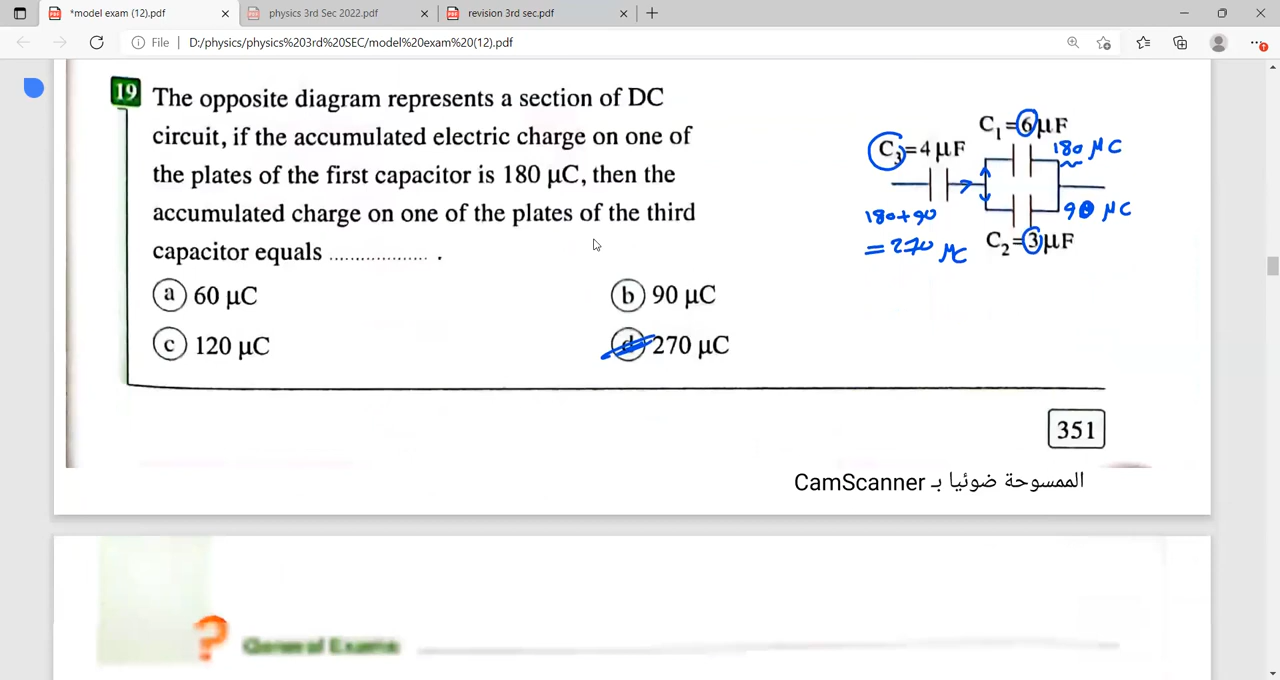 *model exam (12).pdf
physics 3rd Sec 2022.pdf
revision 3rd sec.pdf
File | D:/physics/physics%203rd%20SEC/model%20exam%20(12).pdf
19 The opposite diagram represents a section of DC
circuit, if the accumulated electric charge on one of
the plates of the first capacitor is 180 μC, then the
accumulated charge on one of the plates of the third
capacitor equals ................... .
a 60 μC
b 90 μC
c 120 μC
d 270 μC
C₁=6μF
C₃=4 μF
180 μC
180+90
= 270 μC
90 μC
C₂=3μF
351
الممسوحة ضوئيا بـ CamScanner
?
General Exams